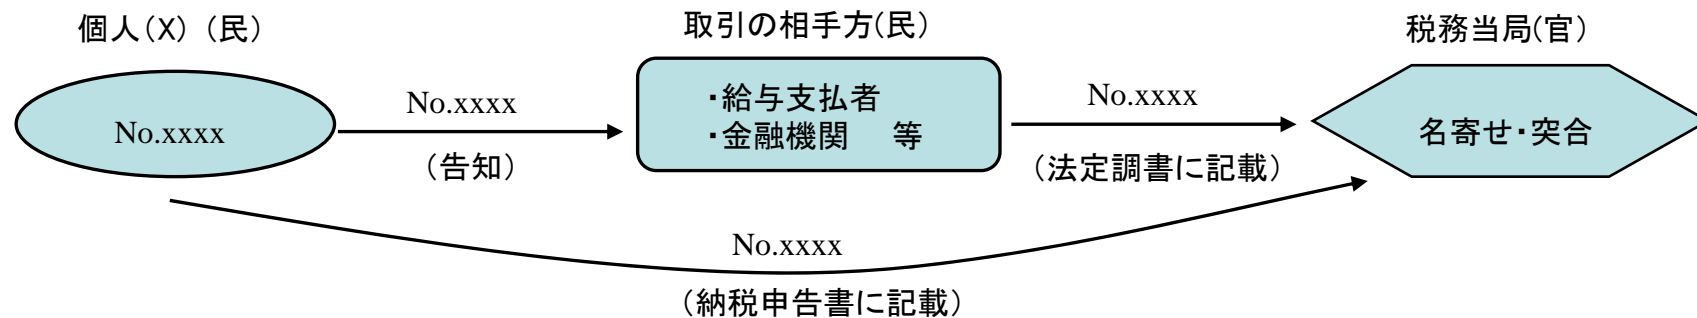 個人(X) (民)
取引の相手方(民)
税務当局(官)
No.xxxx
No.xxxx
(告知)
・給与支払者
・金融機関　等
No.xxxx
(法定調書に記載)
名寄せ・突合
No.xxxx
(納税申告書に記載)